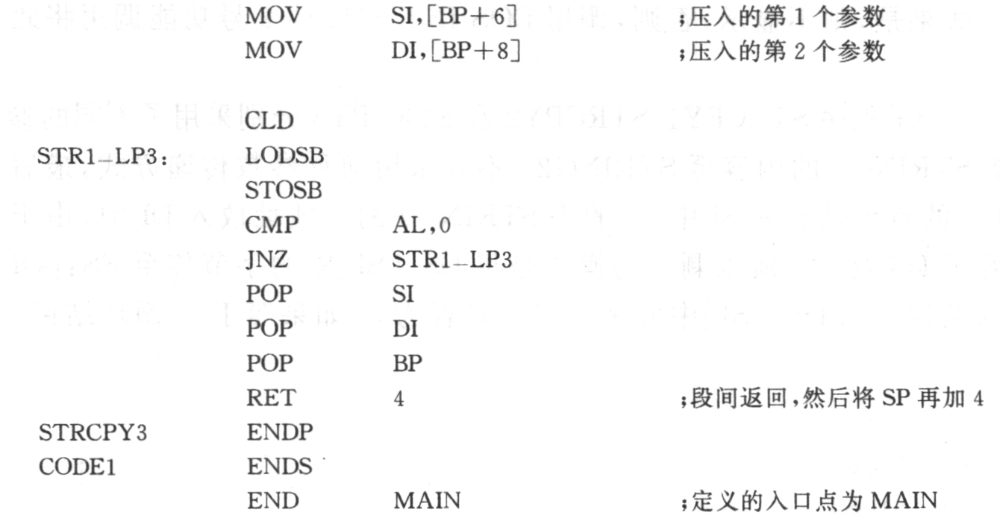 MOV SI,[BP+6] ;压入的第 1 个参数
MOV DI,[BP+8] ;压入的第 2 个参数
CLD
STR1_LP3: LODSB
STOSB
CMP AL,0
JNZ STR1_LP3
POP SI
POP DI
POP BP
RET 4 ;段间返回,然后将 SP 再加 4
STRCPY3 ENDP
CODE1 ENDS
END MAIN ;定义的入口点为 MAIN